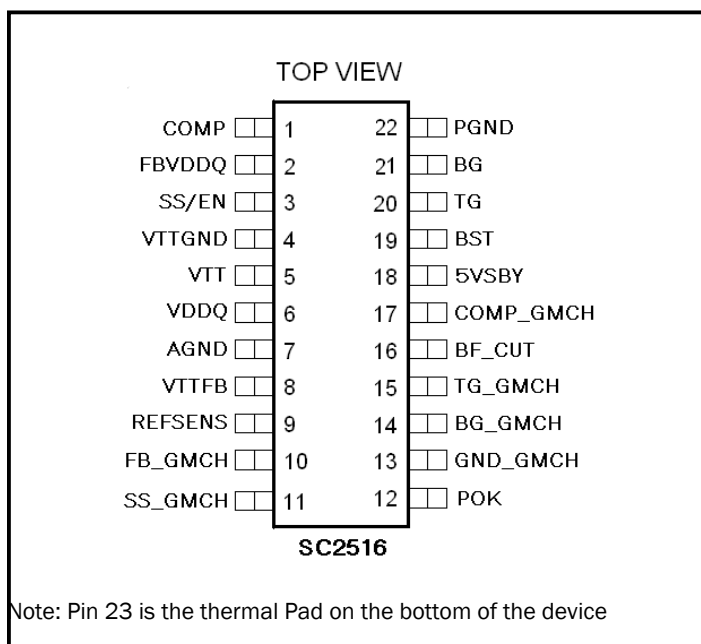 TOP VIEW
COMP 1 22 PGND
FBVDDQ 2 21 BG
SS/EN 3 20 TG
VTTGND 4 19 BST
VTT 5 18 5VSBY
VDDQ 6 17 COMP_GMCH
AGND 7 16 BF_CUT
VTTFB 8 15 TG_GMCH
REFSENS 9 14 BG_GMCH
FB_GMCH 10 13 GND_GMCH
SS_GMCH 11 12 POK
SC2516
Note: Pin 23 is the thermal Pad on the bottom of the device